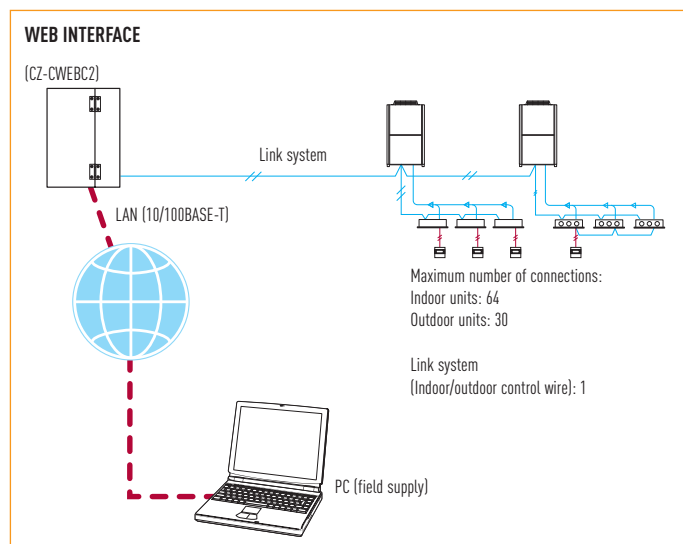 WEB INTERFACE
(CZ-CWEBC2)
Link system
LAN (10/100BASE-T)
Maximum number of connections:
Indoor units: 64
Outdoor units: 30
Link system
(Indoor/outdoor control wire): 1
PC (field supply)